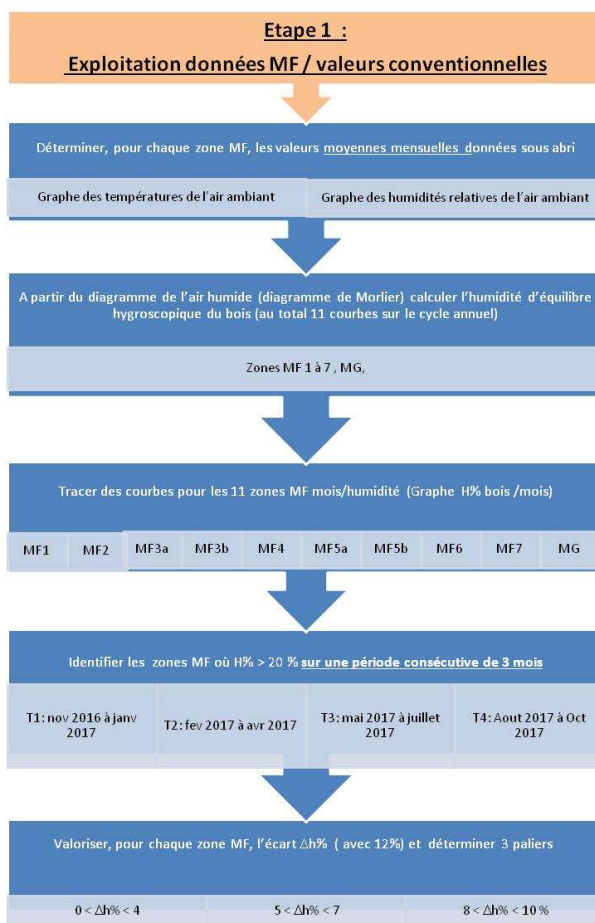 Etape 1 :
Exploitation données MF / valeurs conventionnelles
Déterminer, pour chaque zone MF, les valeurs moyennes mensuelles données sous abri
Graphe des températures de l'air ambiant
Graphe des humidités relatives de l'air ambiant
A partir du diagramme de l'air humide (diagramme de Morlier) calculer l'humidité d'équilibre
hygroscopique du bois (au total 11 courbes sur le cycle annuel)
Zones MF 1 à 7 , MG,
Tracer des courbes pour les 11 zones MF mois/humidité (Graphe H% bois /mois)
MF1
MF2
MF3a
MF3b
MF4
MF5a
MF5b
MF6
MF7
MG
Identifier les zones MF où H% > 20 % sur une période consécutive de 3 mois
T1: nov 2016 à janv
2017
T2: fev 2017 à avr 2017
T3: mai 2017 à juillet
2017
T4: Aout 2017 à Oct
2017
Valoriser, pour chaque zone MF, l'écart Δh% ( avec 12%) et déterminer 3 paliers
0 < Δh% < 4
5 < Δh% < 7
8 < Δh% < 10 %